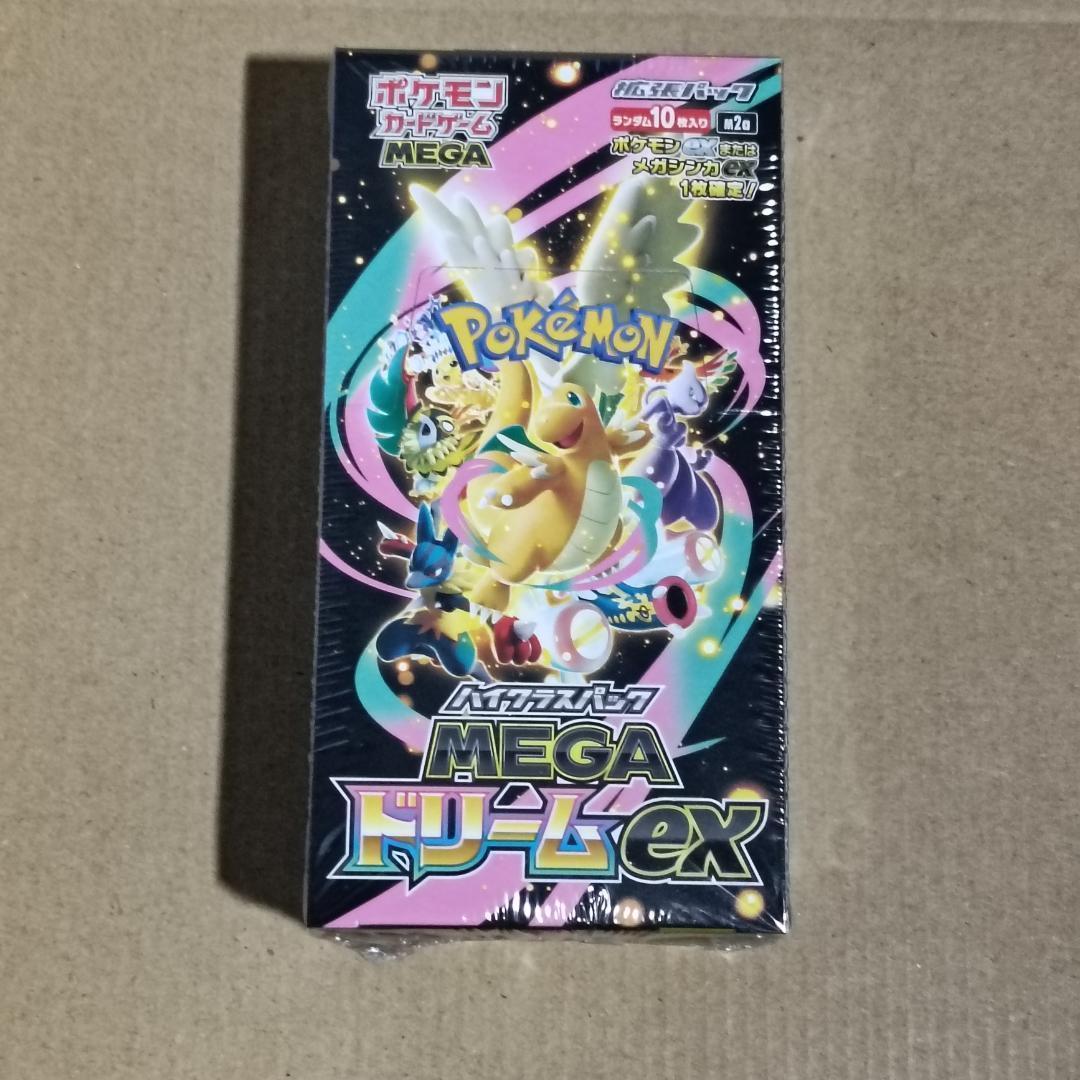 ポケモン
カードゲーム
MEGA
拡張パック
ランダム10枚入り M2a
ポケモンexまたは
メガシンカex
1枚確定!
POKéMON
ハイクラスパック
MEGA
ドリームex